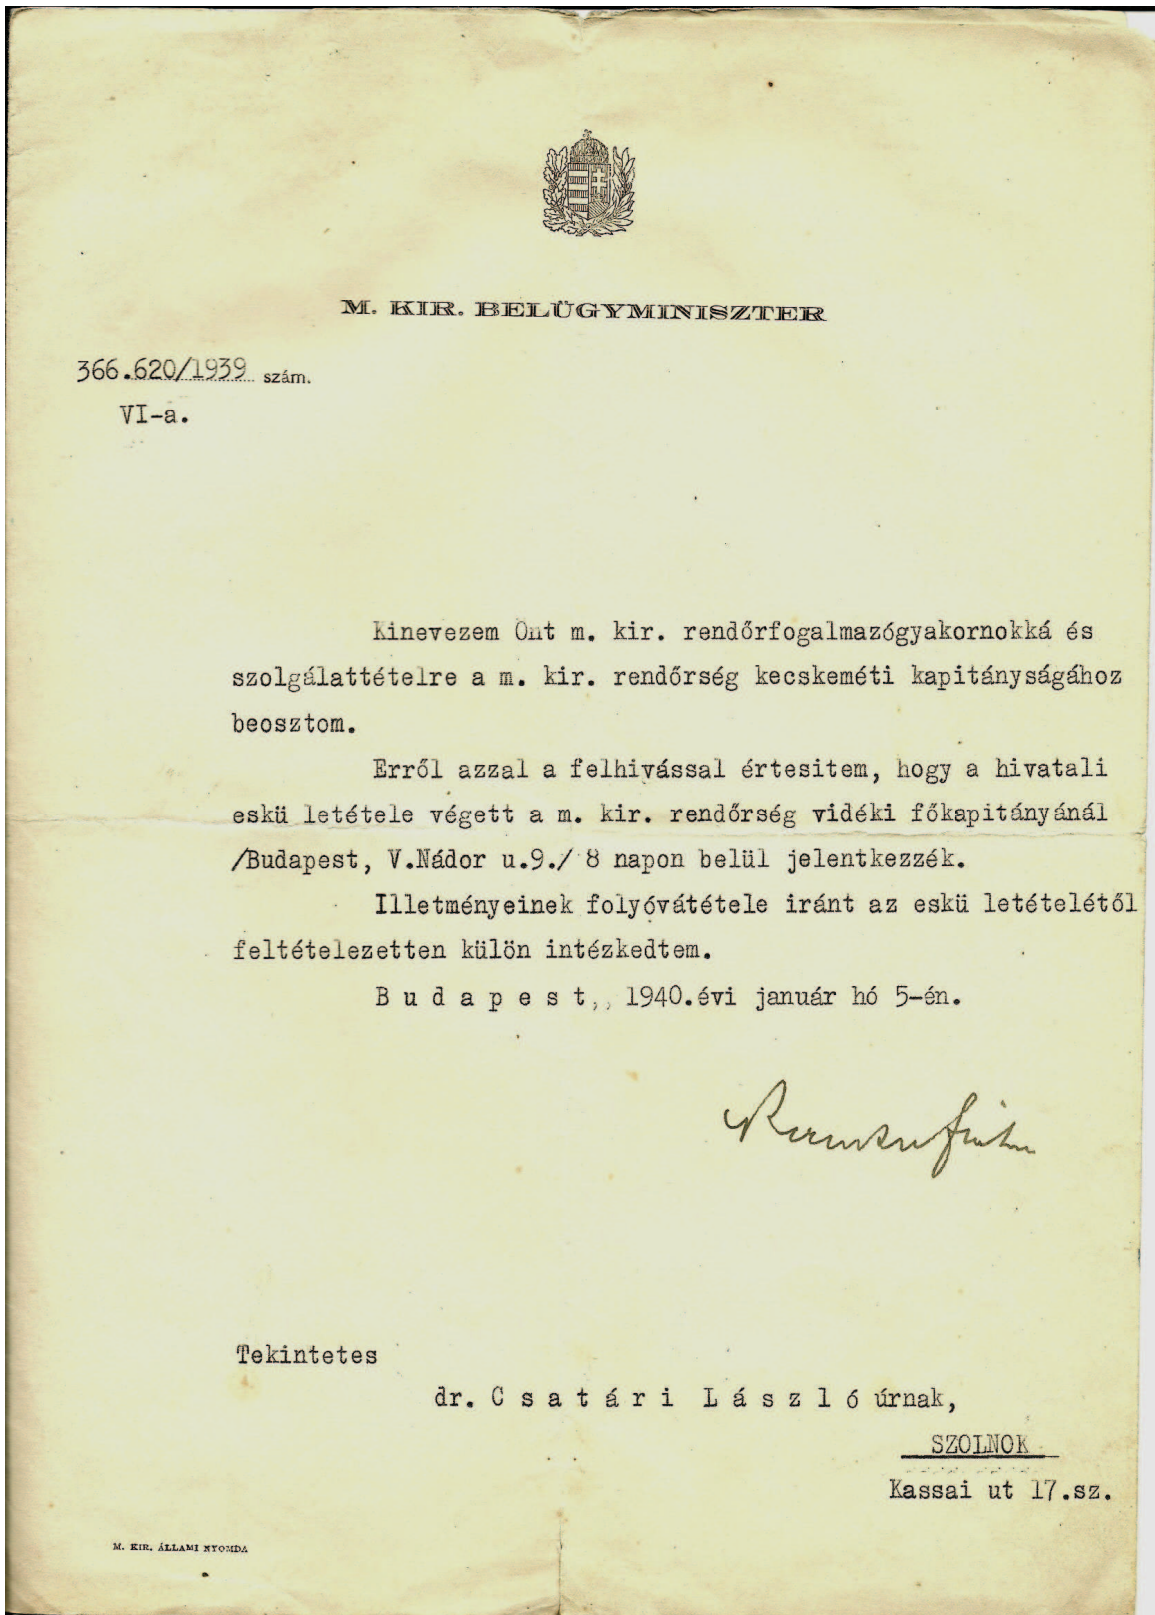 M. KIR. BELÜGYMINISZTER
366.620/1939 szám.
VI-a.
Kinevezem Önt m. kir. rendőrfogalmazógyakornokká és
szolgálattételre a m. kir. rendőrség kecskeméti kapitányságához
beosztom.
Erről azzal a felhivással értesitem, hogy a hivatali
eskü letétele végett a m. kir. rendőrség vidéki főkapitányánál
/Budapest, V.Nádor u.9./ 8 napon belül jelentkezzék.
Illetményeinek folyóvátétele iránt az eskü letételétől
feltételezetten külön intézkedtem.
B u d a p e s t,, 1940.évi január hó 5-én.
Tekintetes
dr. C s a t á r i L á s z l ó úrnak,
SZOLNOK
Kassai ut 17.sz.
M. KIR. ÁLLAMI NYOMDA